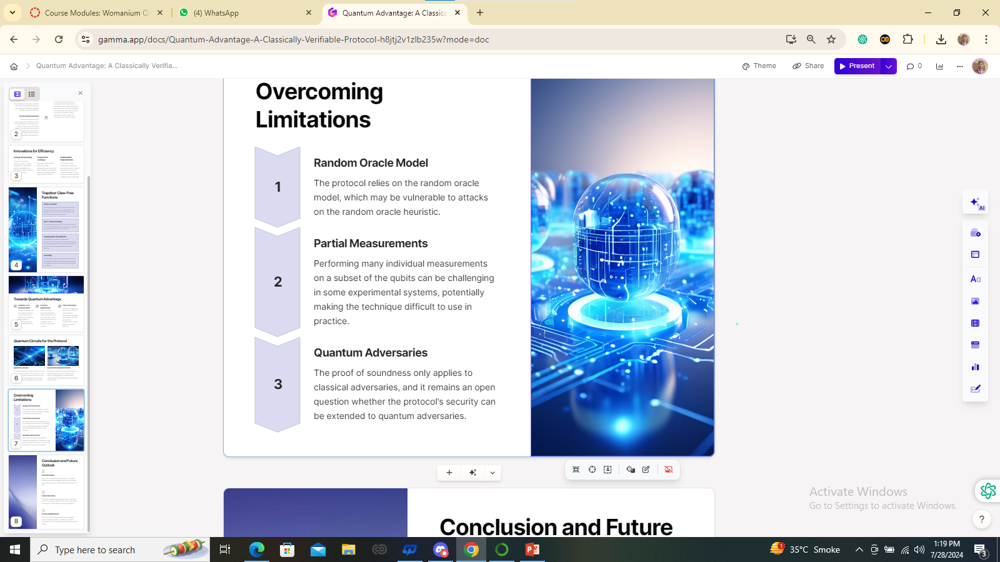 Course Modules: Womanium Q
(4) WhatsApp
Quantum Advantage: A Classica
gamma.app/docs/Quantum-Advantage-A-Classically-Verifiable-Protocol-h8jtj2v1zlb235w?mode=doc
Quantum Advantage: A Classically Verifia...
Theme
Share
Present
0
2
Innovations for Efficiency
3
Trapdoor Claw-Free
Functions
4
Towards Quantum Advantage
5
Quantum Circuits for the Protocol
6
Overcoming
Limitations
7
Conclusion and Future
Outlook
8
Overcoming
Limitations
1
Random Oracle Model
The protocol relies on the random oracle
model, which may be vulnerable to attacks
on the random oracle heuristic.
2
Partial Measurements
Performing many individual measurements
on a subset of the qubits can be challenging
in some experimental systems, potentially
making the technique difficult to use in
practice.
3
Quantum Adversaries
The proof of soundness only applies to
classical adversaries, and it remains an open
question whether the protocol's security can
be extended to quantum adversaries.
Conclusion and Future
AI
Aa
Activate Windows
Go to Settings to activate Windows.
?
Type here to search
1
35°C Smoke
1:19 PM
7/28/2024
3